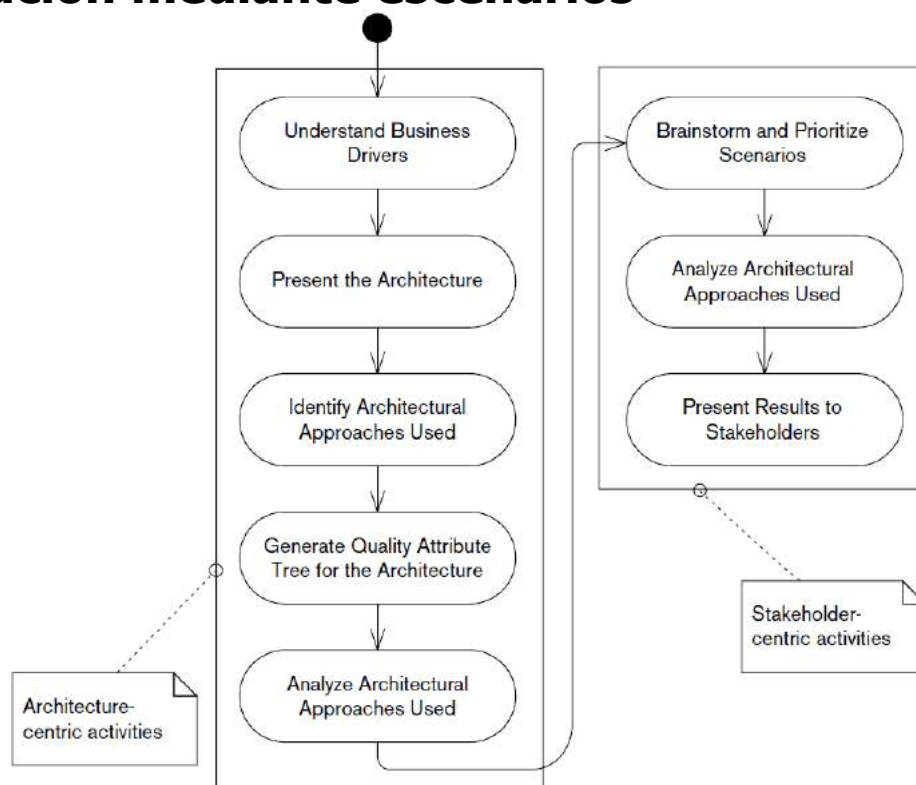 mediante escenarios
Understand Business
Drivers
Present the Architecture
Identify Architectural
Approaches Used
Generate Quality Attribute
Tree for the Architecture
Analyze Architectural
Approaches Used
Architecture-
centric activities
Brainstorm and Prioritize
Scenarios
Analyze Architectural
Approaches Used
Present Results to
Stakeholders
Stakeholder-
centric activities